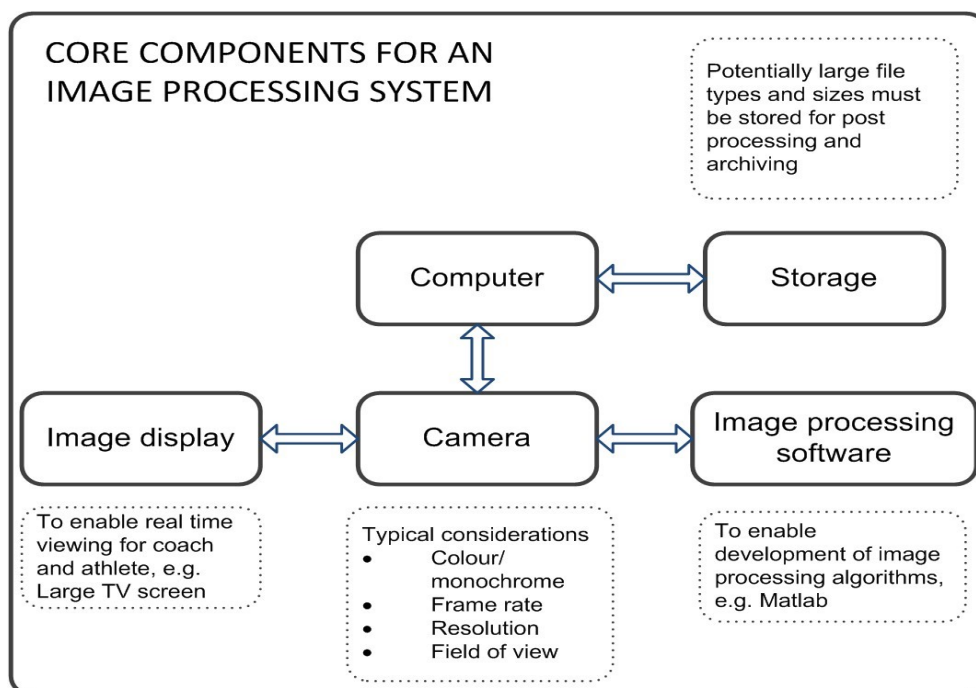 CORE COMPONENTS FOR AN
IMAGE PROCESSING SYSTEM
Potentially large file
types and sizes must
be stored for post
processing and
archiving
Computer
Storage
Image display
Camera
Image processing
software
To enable real time
viewing for coach
and athlete, e.g.
Large TV screen
Typical considerations
• Colour/
monochrome
• Frame rate
• Resolution
• Field of view
To enable
development of image
processing algorithms,
e.g. Matlab